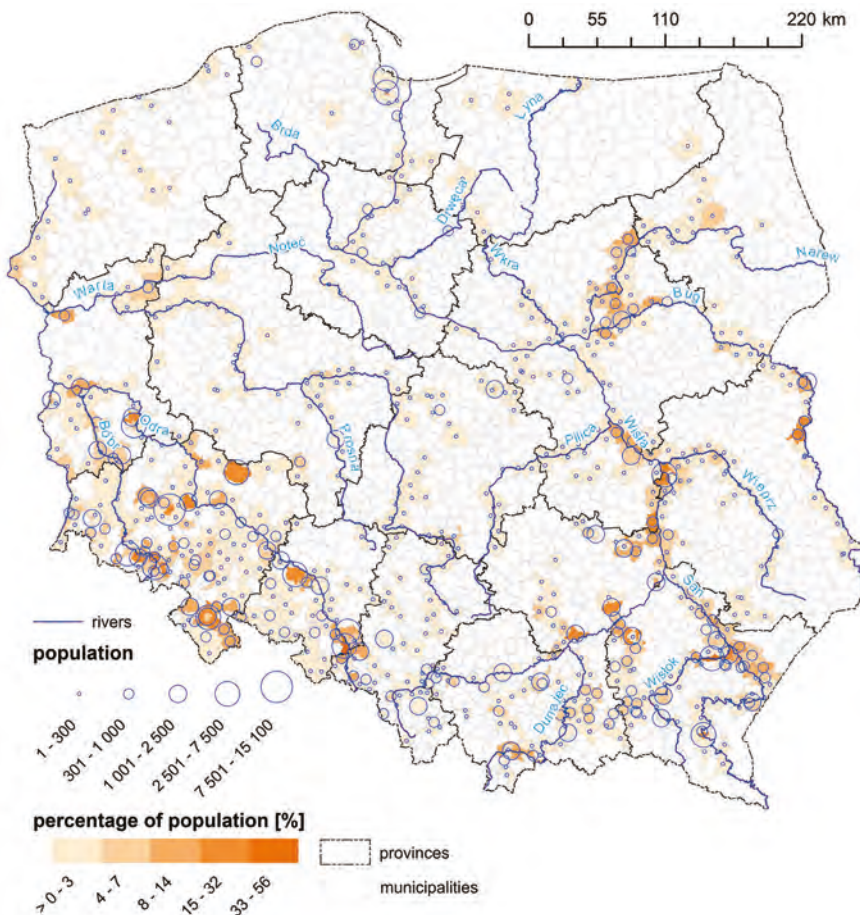 0 55 110 220 km
Łyna
Brda
Drwęca
Noteć
Wkra
Narew
Warta
Bug
Odra
Bóbr
Prosna
Pilica
Wisła
Wieprz
San
Wisłok
Dunajec
rivers
population
1 - 300
301 - 1 000
1 001 - 2 500
2 501 - 7 500
7 501 - 15 100
percentage of population [%]
> 0 - 3
4 - 7
8 - 14
15 - 32
33 - 56
provinces
municipalities